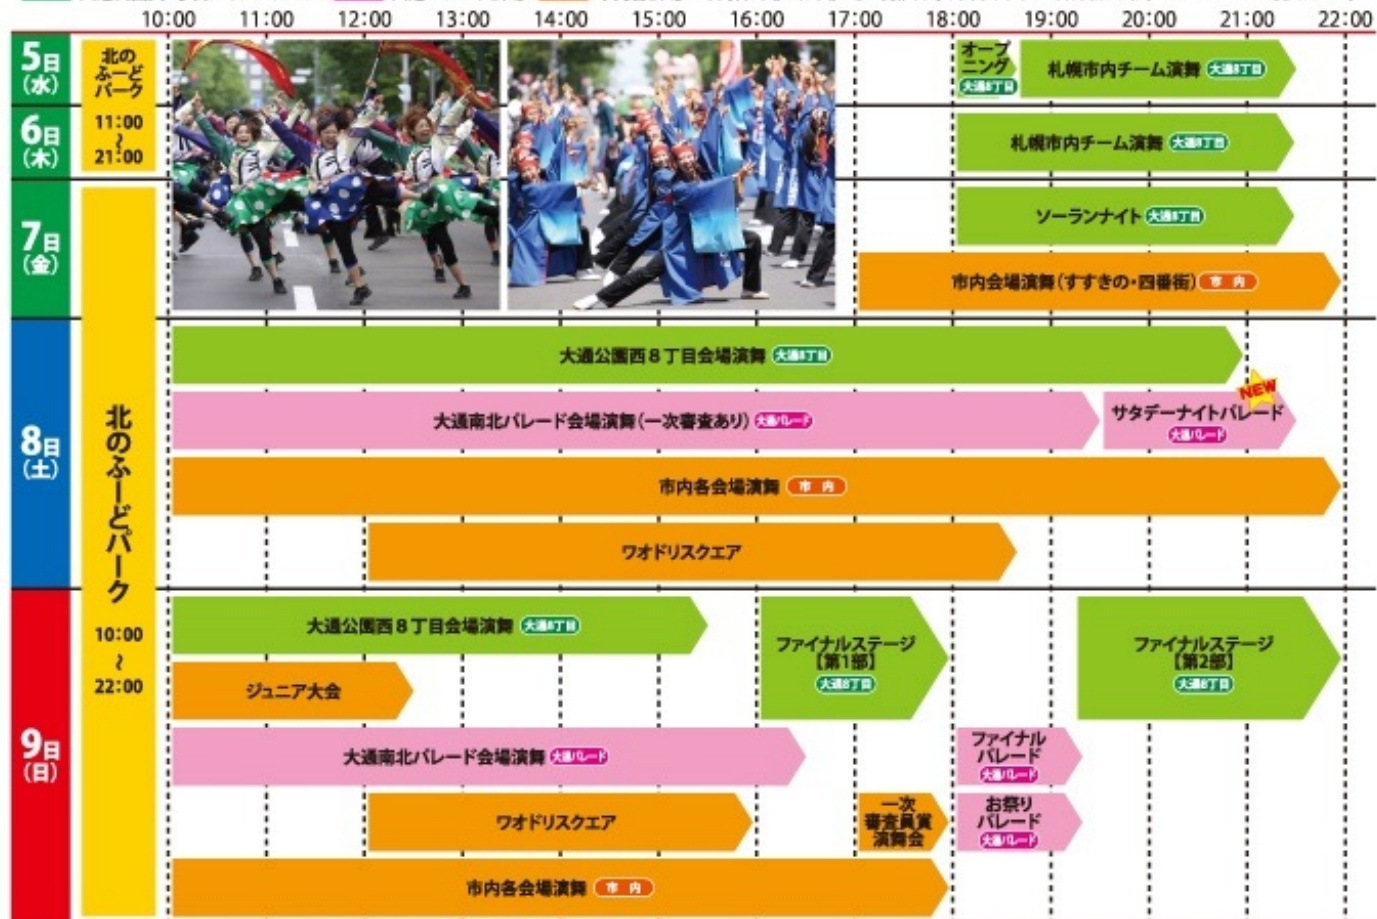 10:00 11:00 12:00 13:00 14:00 15:00 16:00 17:00 18:00 19:00 20:00 21:00 22:00
5日
(水)
北の
ふーど
パーク
オープ
ニング
大通8丁目
札幌市内チーム演舞 大通8丁目
6日
(木)
11:00
~
21:00
札幌市内チーム演舞 大通8丁目
7日
(金)
ソーランナイト 大通8丁目
市内会場演舞(すすきの・四番街) 市内
8日
(土)
北のふーどパーク
10:00
~
22:00
大通公園西8丁目会場演舞 大通8丁目
大通南北パレード会場演舞(一次審査あり) 大通パレード
NEW
サタデーナイトパレード
大通パレード
市内各会場演舞 市内
ワオドリスクエア
9日
(日)
大通公園西8丁目会場演舞 大通8丁目
ファイナルステージ
【第1部】
大通8丁目
ファイナルステージ
【第2部】
大通8丁目
ジュニア大会
大通南北パレード会場演舞 大通パレード
ファイナル
パレード
大通パレード
ワオドリスクエア
一次
審査員賞
演舞会
お祭り
パレード
大通パレード
市内各会場演舞 市内